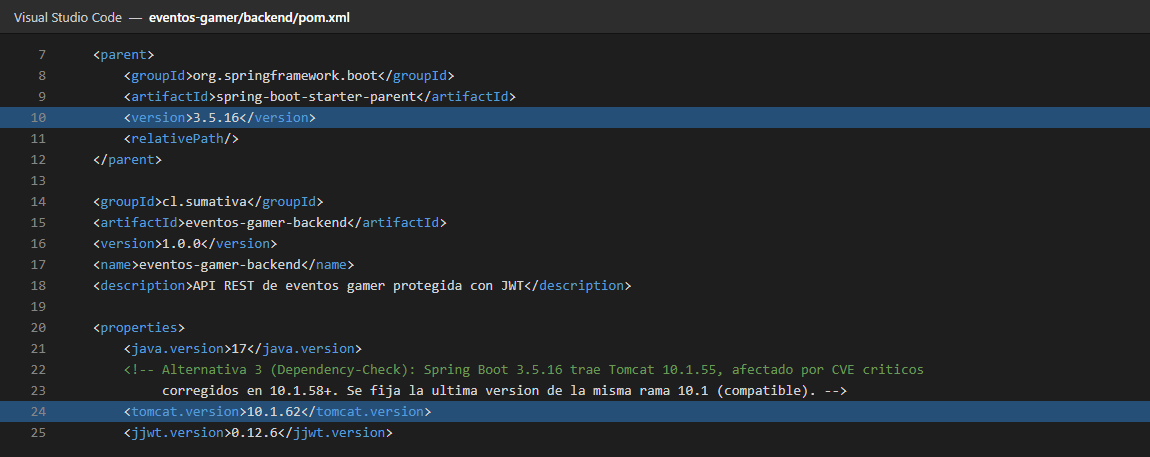 Visual Studio Code — eventos-gamer/backend/pom.xml
7 <parent>
8 <groupId>org.springframework.boot</groupId>
9 <artifactId>spring-boot-starter-parent</artifactId>
10 <version>3.5.16</version>
11 <relativePath/>
12 </parent>
13
14 <groupId>cl.sumativa</groupId>
15 <artifactId>eventos-gamer-backend</artifactId>
16 <version>1.0.0</version>
17 <name>eventos-gamer-backend</name>
18 <description>API REST de eventos gamer protegida con JWT</description>
19
20 <properties>
21 <java.version>17</java.version>
22 <!-- Alternativa 3 (Dependency-Check): Spring Boot 3.5.16 trae Tomcat 10.1.55, afectado por CVE criticos
23 corregidos en 10.1.58+. Se fija la ultima version de la misma rama 10.1 (compatible). -->
24 <tomcat.version>10.1.62</tomcat.version>
25 <jjwt.version>0.12.6</jjwt.version>